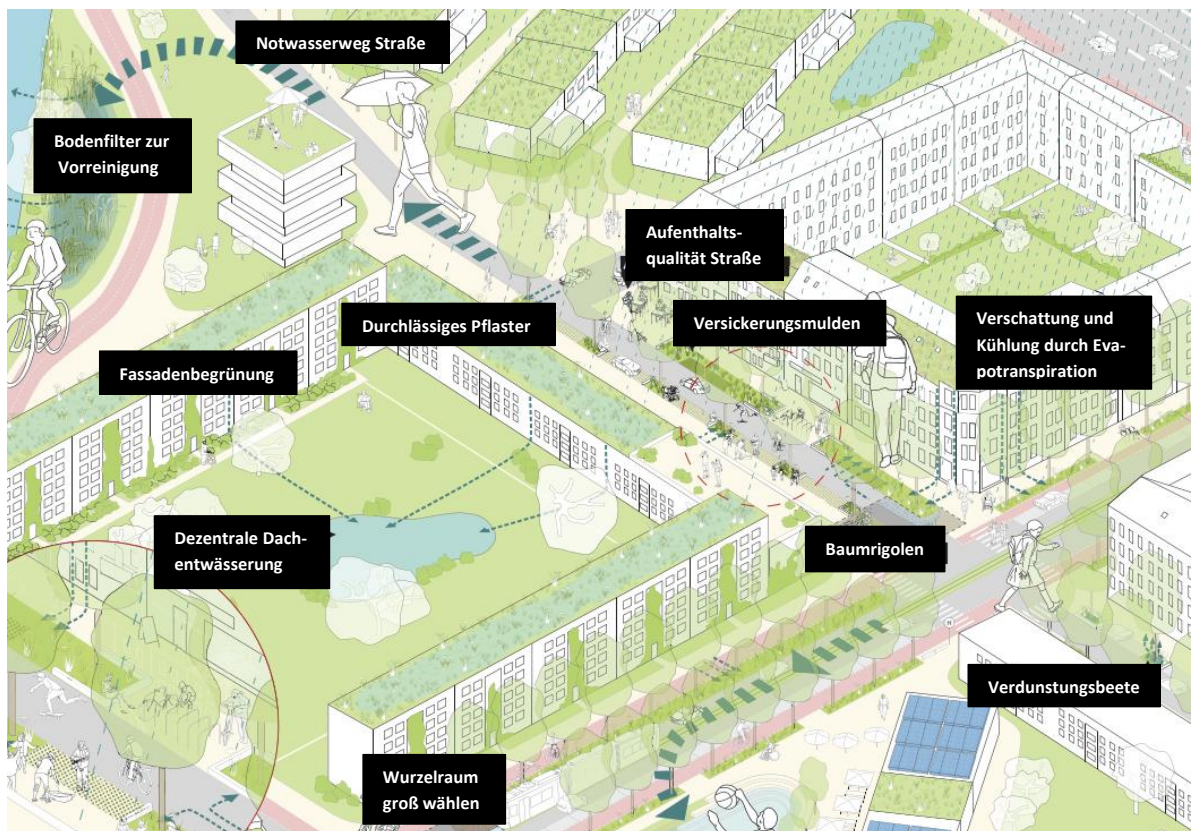 Notwasserweg Straße
Bodenfilter zur
Vorreinigung
Aufenthalts-
qualität Straße
Durchlässiges Pflaster
Versickerungsmulden
Verschattung und
Kühlung durch Eva-
potranspiration
Fassadenbegrünung
Dezentrale Dach-
entwässerung
Baumrigolen
Verdunstungsbeete
Wurzelraum
groß wählen